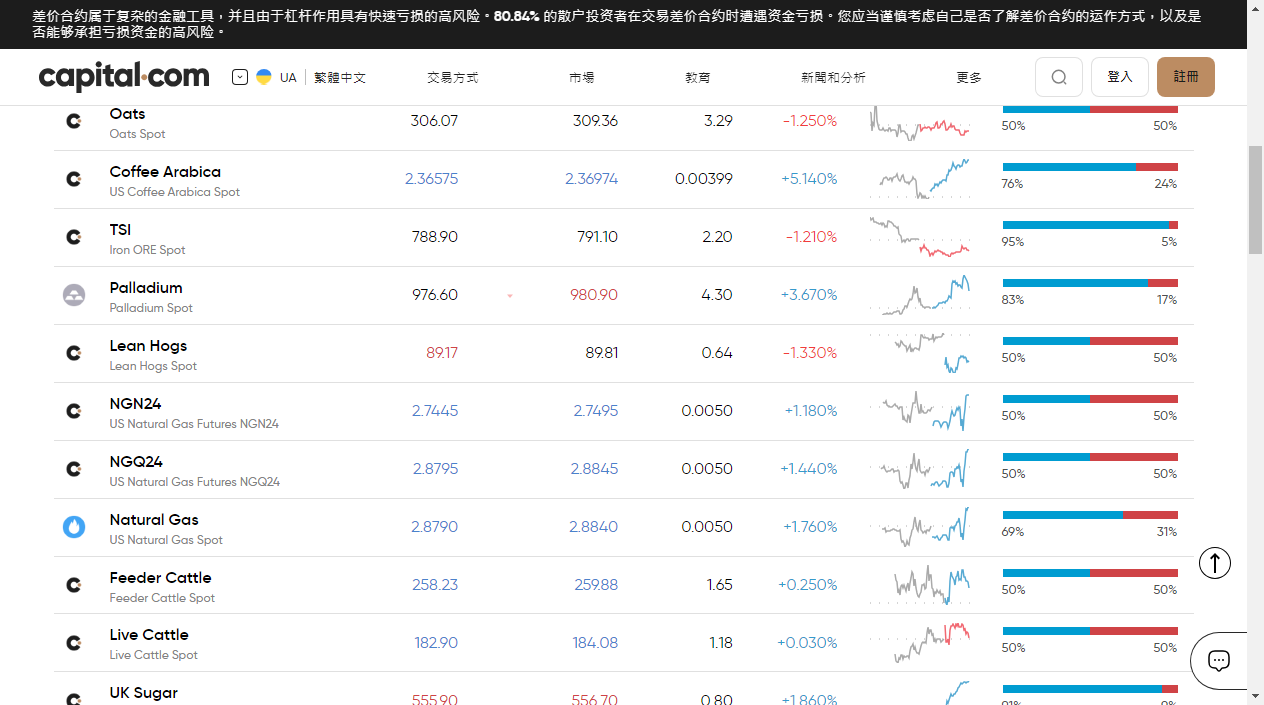 差价合约属于复杂的金融工具，并且由于杠杆作用具有快速亏损的高风险。80.84% 的散户投资者在交易差价合约时遭遇资金亏损。您应当谨慎考虑自己是否了解差价合约的运作方式，以及是
否能够承担亏损资金的高风险。
capital.com UA 繁體中文 交易方式 市場 教育 新聞和分析 更多 登入 註冊
Oats 306.07 309.36 3.29 -1.250%
Oats Spot 50% 50%
Coffee Arabica 2.36575 2.36974 0.00399 +5.140%
US Coffee Arabica Spot 76% 24%
TSI 788.90 791.10 2.20 -1.210%
Iron ORE Spot 95% 5%
Palladium 976.60 980.90 4.30 +3.670%
Palladium Spot 83% 17%
Lean Hogs 89.17 89.81 0.64 -1.330%
Lean Hogs Spot 50% 50%
NGN24 2.7445 2.7495 0.0050 +1.180%
US Natural Gas Futures NGN24 50% 50%
NGQ24 2.8795 2.8845 0.0050 +1.440%
US Natural Gas Futures NGQ24 50% 50%
Natural Gas 2.8790 2.8840 0.0050 +1.760%
US Natural Gas Spot 69% 31%
Feeder Cattle 258.23 259.88 1.65 +0.250%
Feeder Cattle Spot 50% 50%
Live Cattle 182.90 184.08 1.18 +0.030%
Live Cattle Spot 50% 50%
UK Sugar 555.90 556.70 0.80 +1.860%